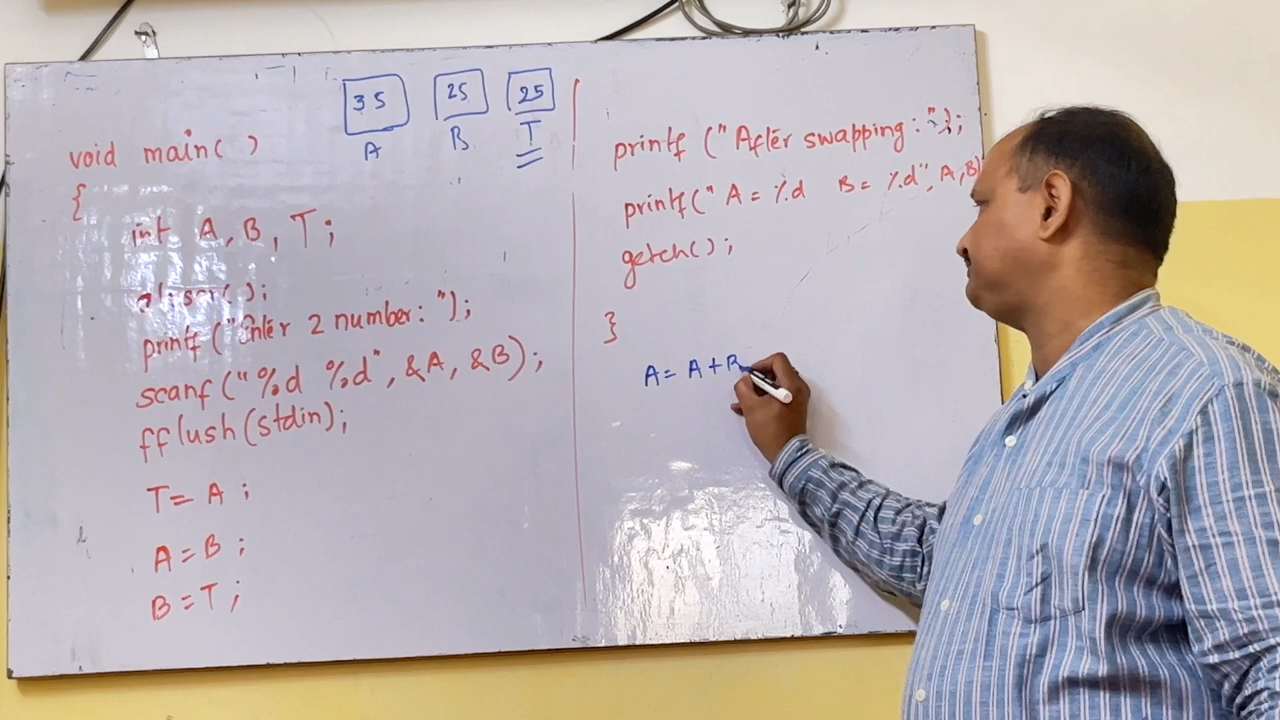 35 25 25
A B T
void main( )
{
int A, B, T;
clrscr( );
printf ("Enter 2 number: ");
scanf ("%d %d", &A, &B);
fflush (stdin);
T = A ;
A = B ;
B = T ;
printf ("After swapping : ");
printf(" A = %d B = %d", A, B)
getch( );
}
A = A + B